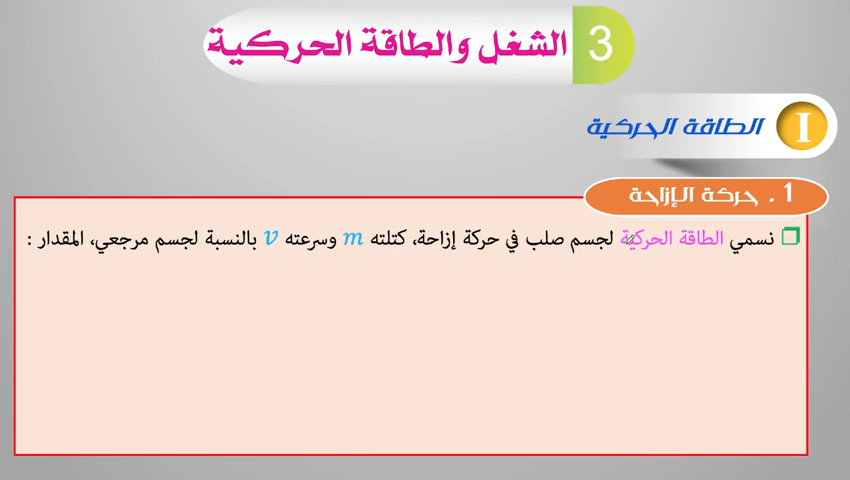 3 الشغل والطاقة الحركية
I الطاقة الحركية
1 . حركة الإزاحة
نسمي الطاقة الحركية لجسم صلب في حركة إزاحة، كتلته m وسرعته v بالنسبة لجسم مرجعي، المقدار :